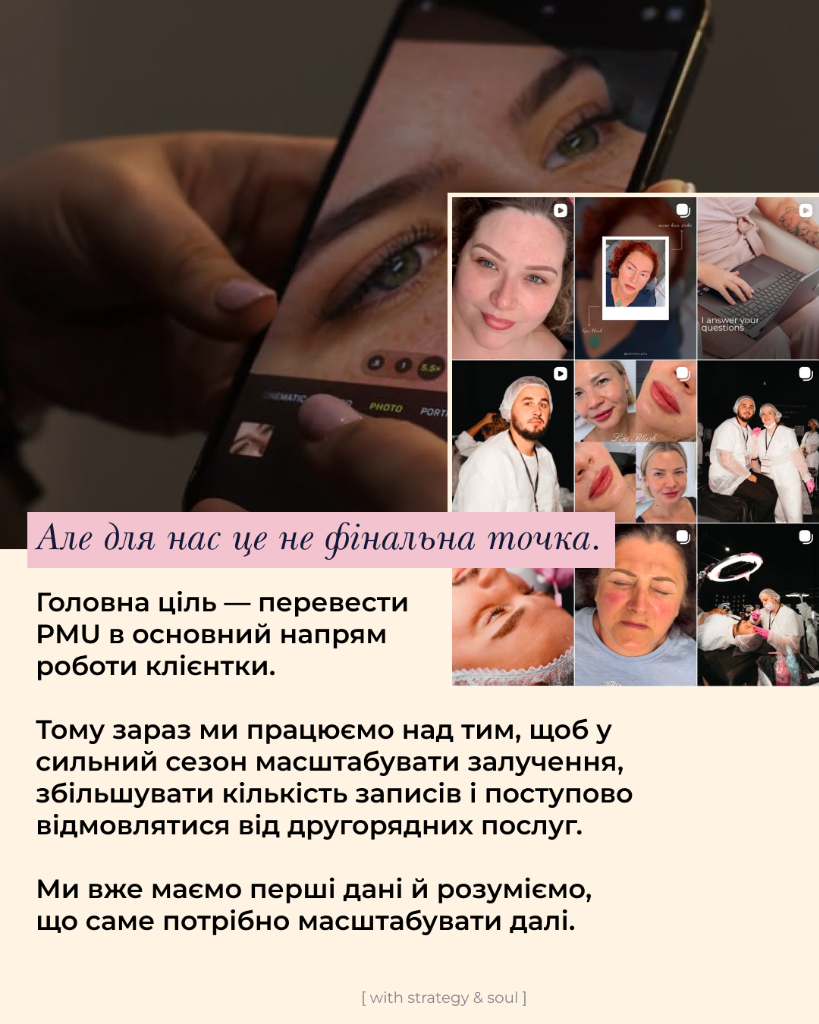 5.5×
PHOTO
I answer your
questions
Але для нас це не фінальна точка.
Головна ціль — перевести
PMU в основний напрям
роботи клієнтки.
Тому зараз ми працюємо над тим, щоб у
сильний сезон масштабувати залучення,
збільшувати кількість записів і поступово
відмовлятися від другорядних послуг.
Ми вже маємо перші дані й розуміємо,
що саме потрібно масштабувати далі.
[ with strategy & soul ]